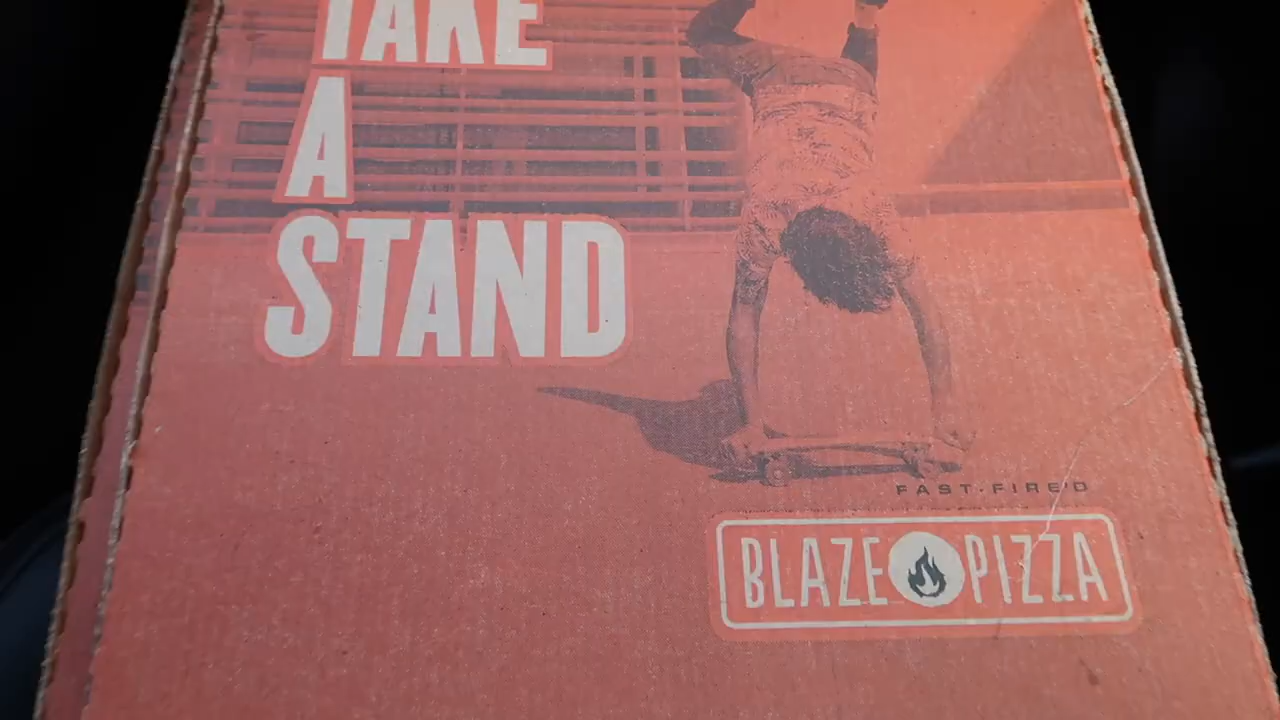 TAKE
A
STAND
FAST-FIRE'D
BLAZE PIZZA